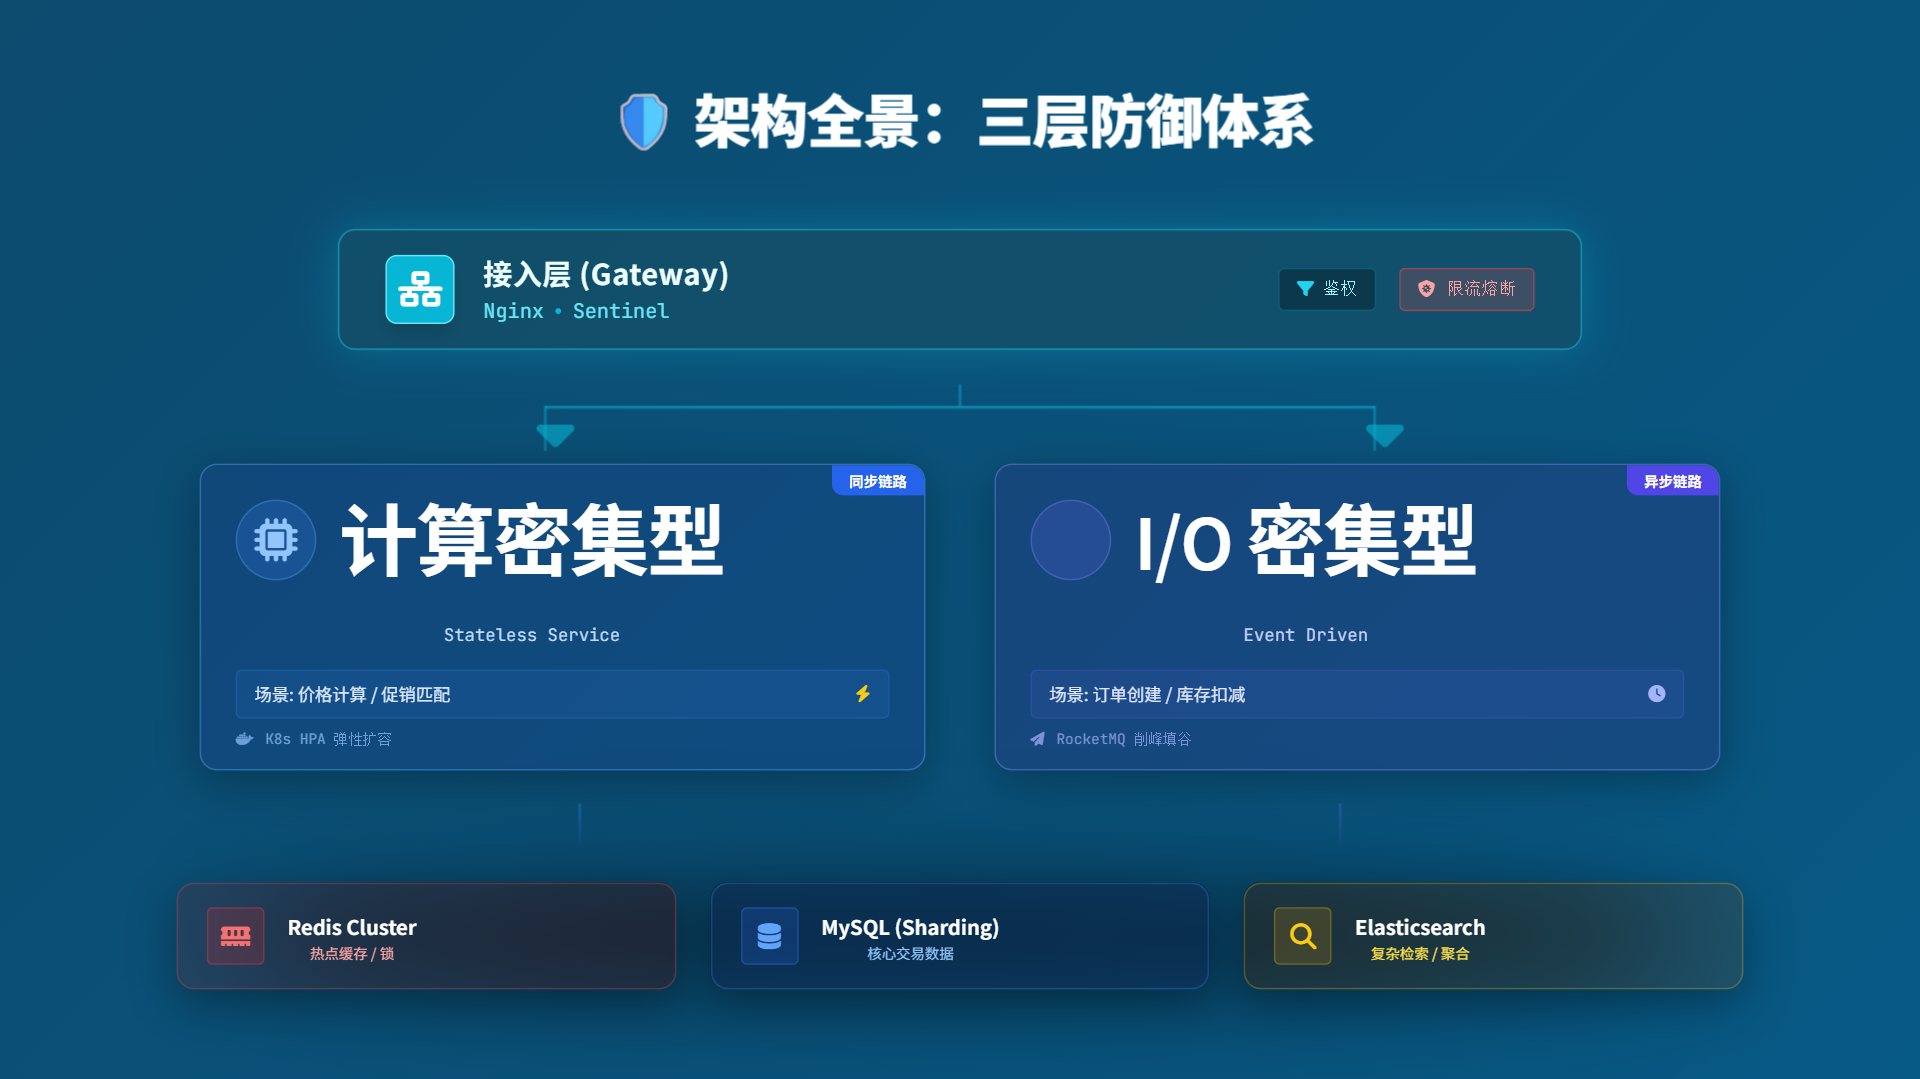 架构全景：三层防御体系
接入层 (Gateway)
Nginx • Sentinel
鉴权
限流熔断
同步链路
计算密集型
Stateless Service
场景: 价格计算 / 促销匹配
K8s HPA 弹性扩容
异步链路
I/O 密集型
Event Driven
场景: 订单创建 / 库存扣减
RocketMQ 削峰填谷
Redis Cluster
热点缓存 / 锁
MySQL (Sharding)
核心交易数据
Elasticsearch
复杂检索 / 聚合